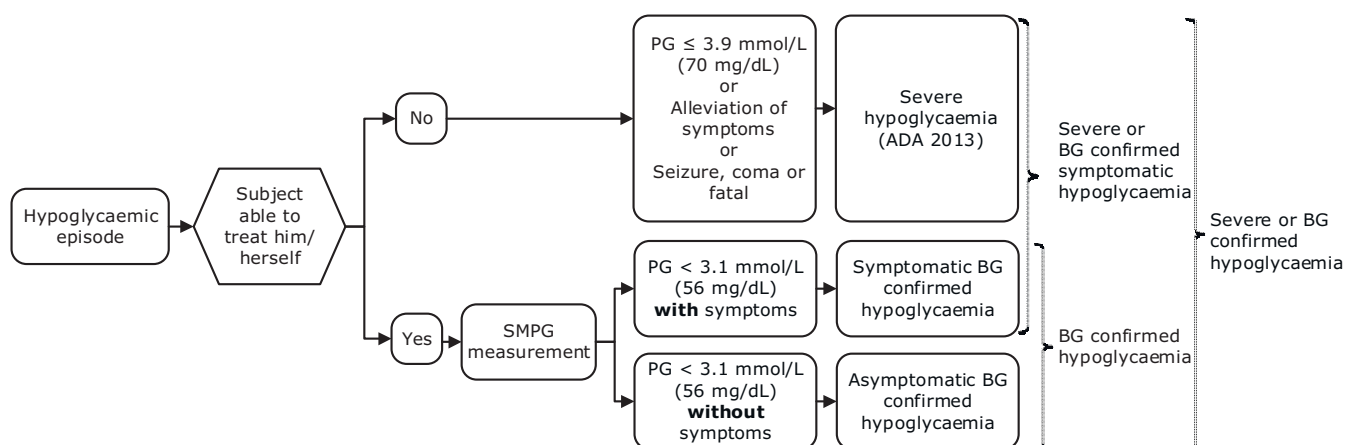 Hypoglycaemic
episode
Subject
able to
treat him/
herself
No
PG ≤ 3.9 mmol/L
(70 mg/dL)
or
Alleviation of
symptoms
or
Seizure, coma or
fatal
Severe
hypoglycaemia
(ADA 2013)
Yes
SMPG
measurement
PG < 3.1 mmol/L
(56 mg/dL)
with symptoms
Symptomatic BG
confirmed
hypoglycaemia
PG < 3.1 mmol/L
(56 mg/dL)
without
symptoms
Asymptomatic BG
confirmed
hypoglycaemia
Severe or
BG confirmed
symptomatic
hypoglycaemia
BG confirmed
hypoglycaemia
Severe or BG
confirmed
hypoglycaemia